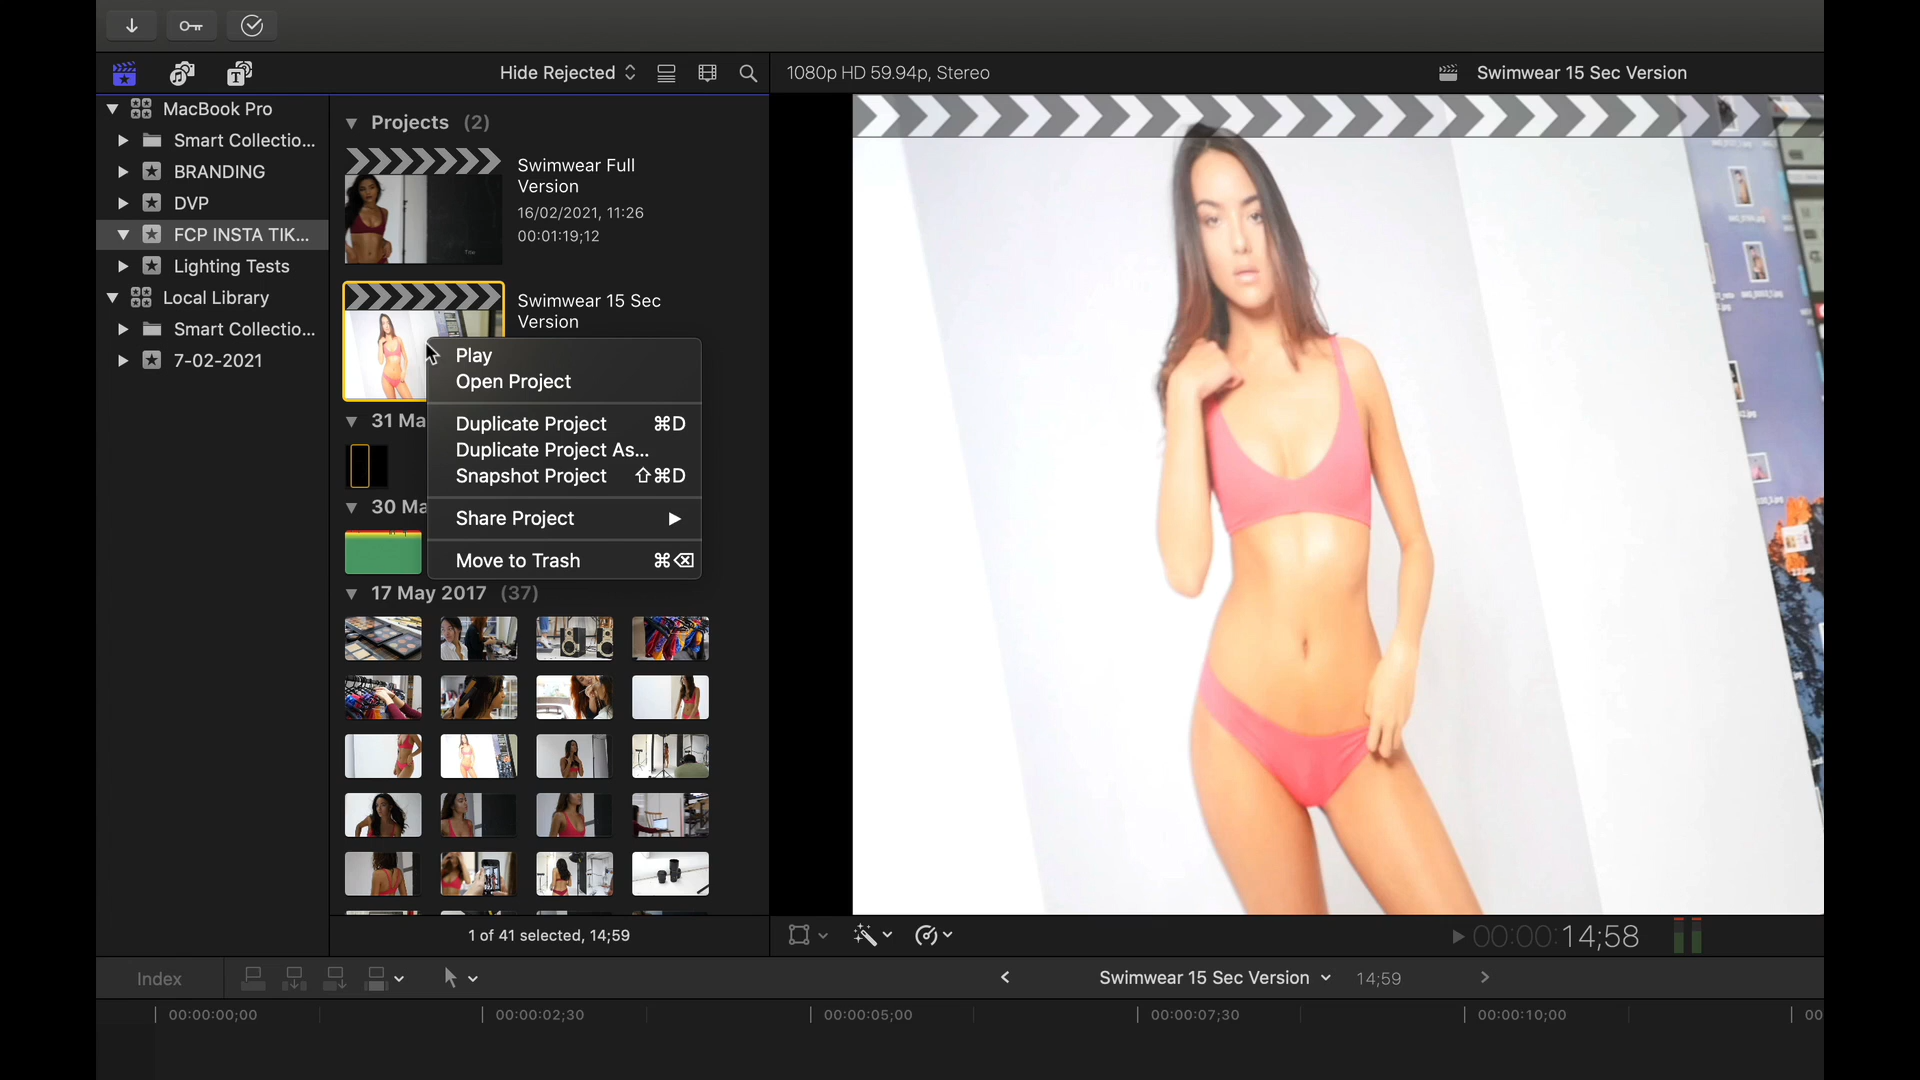 Hide Rejected
1080p HD 59.94p, Stereo
Swimwear 15 Sec Version
MacBook Pro
Smart Collectio...
BRANDING
DVP
FCP INSTA TIK...
Lighting Tests
Local Library
Smart Collectio...
7-02-2021
Projects (2)
Swimwear Full
Version
16/02/2021, 11:26
00:01:19;12
Swimwear 15 Sec
Version
Play
Open Project
Duplicate Project ⌘D
Duplicate Project As...
Snapshot Project ⇧⌘D
Share Project
Move to Trash ⌘⌫
31 Ma
30 Ma
17 May 2017 (37)
1 of 41 selected, 14;59
00:00:14;58
Index
Swimwear 15 Sec Version
14;59
00:00:00;00
00:00:02;30
00:00:05;00
00:00:07;30
00:00:10;00
00